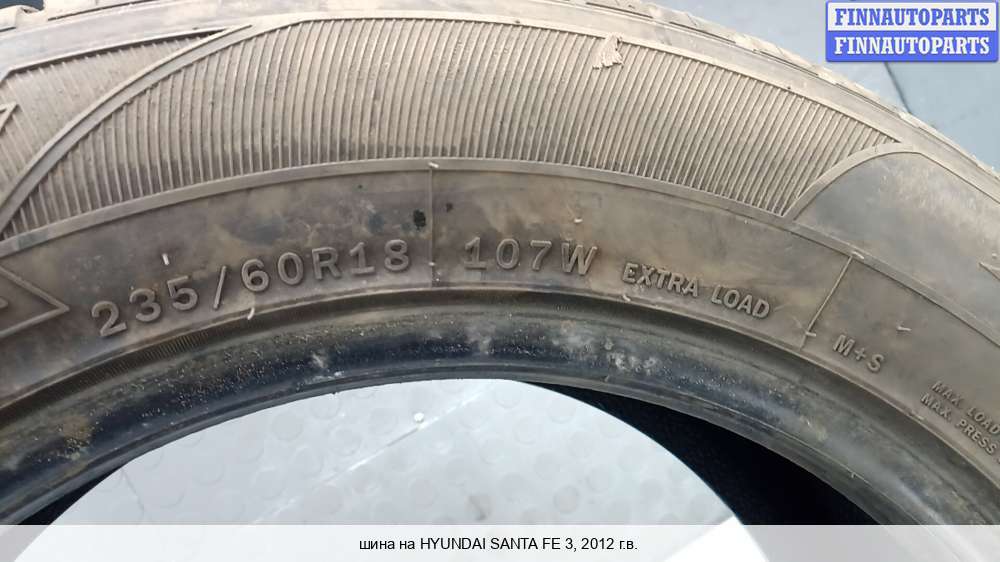 FINNAUTOPARTS
FINNAUTOPARTS
235/60R18 107W EXTRA LOAD M+S
MAX. LOAD
MAX. PRESS
шина на HYUNDAI SANTA FE 3, 2012 г.в.